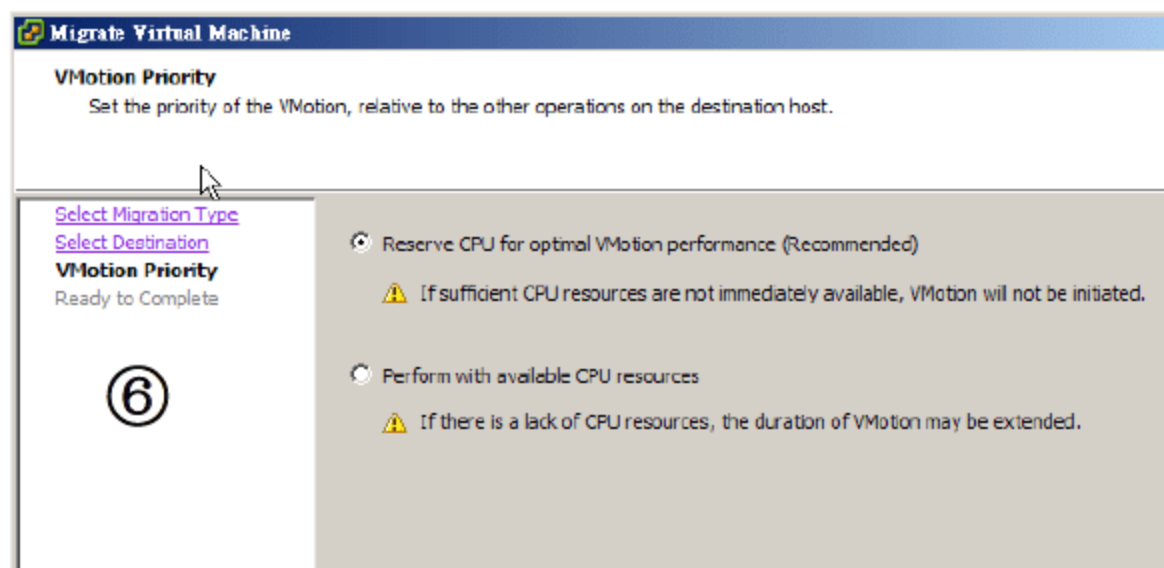 Migrate Virtual Machine
VMotion Priority
Set the priority of the VMotion, relative to the other operations on the destination host.
Select Migration Type
Select Destination
VMotion Priority
Ready to Complete
⑥
Reserve CPU for optimal VMotion performance (Recommended)
If sufficient CPU resources are not immediately available, VMotion will not be initiated.
Perform with available CPU resources
If there is a lack of CPU resources, the duration of VMotion may be extended.